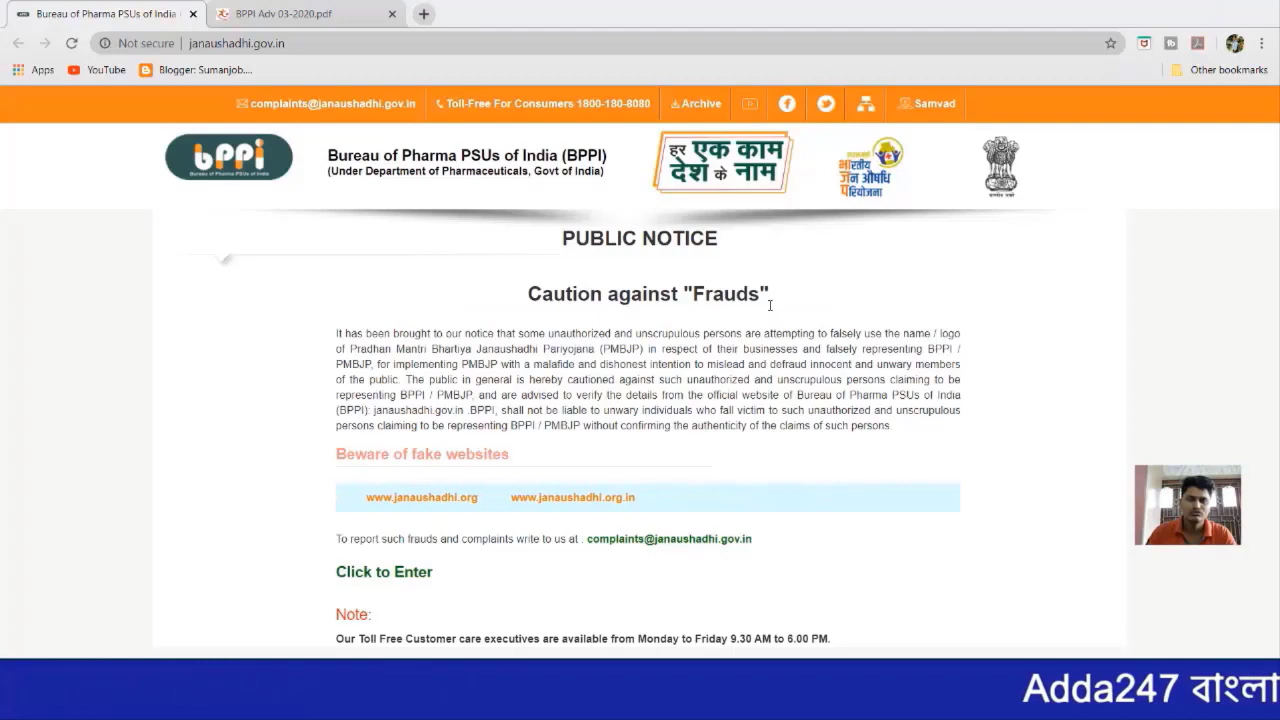 Bureau of Pharma PSUs of India
BPPI Adv 03-2020.pdf
Not secure | janaushadhi.gov.in
Apps YouTube Blogger: Sumanjob.... Other bookmarks
complaints@janaushadhi.gov.in Toll-Free For Consumers 1800-180-8080 Archive Samvad
bppi
Bureau of Pharma PSUs of India
Bureau of Pharma PSUs of India (BPPI)
(Under Department of Pharmaceuticals, Govt of India)
हर एक काम
देश के नाम
भारतीय
जन औषधि
परियोजना
PUBLIC NOTICE
Caution against "Frauds"
It has been brought to our notice that some unauthorized and unscrupulous persons are attempting to falsely use the name / logo
of Pradhan Mantri Bhartiya Janaushadhi Pariyojana (PMBJP) in respect of their businesses and falsely representing BPPI /
PMBJP, for implementing PMBJP with a malafide and dishonest intention to mislead and defraud innocent and unwary members
of the public. The public in general is hereby cautioned against such unauthorized and unscrupulous persons claiming to be
representing BPPI / PMBJP, and are advised to verify the details from the official website of Bureau of Pharma PSUs of India
(BPPI): janaushadhi.gov.in .BPPI, shall not be liable to unwary individuals who fall victim to such unauthorized and unscrupulous
persons claiming to be representing BPPI / PMBJP without confirming the authenticity of the claims of such persons.
Beware of fake websites
www.janaushadhi.org www.janaushadhi.org.in
To report such frauds and complaints write to us at : complaints@janaushadhi.gov.in
Click to Enter
Note:
Our Toll Free Customer care executives are available from Monday to Friday 9.30 AM to 6.00 PM.
Adda247 বাংলা